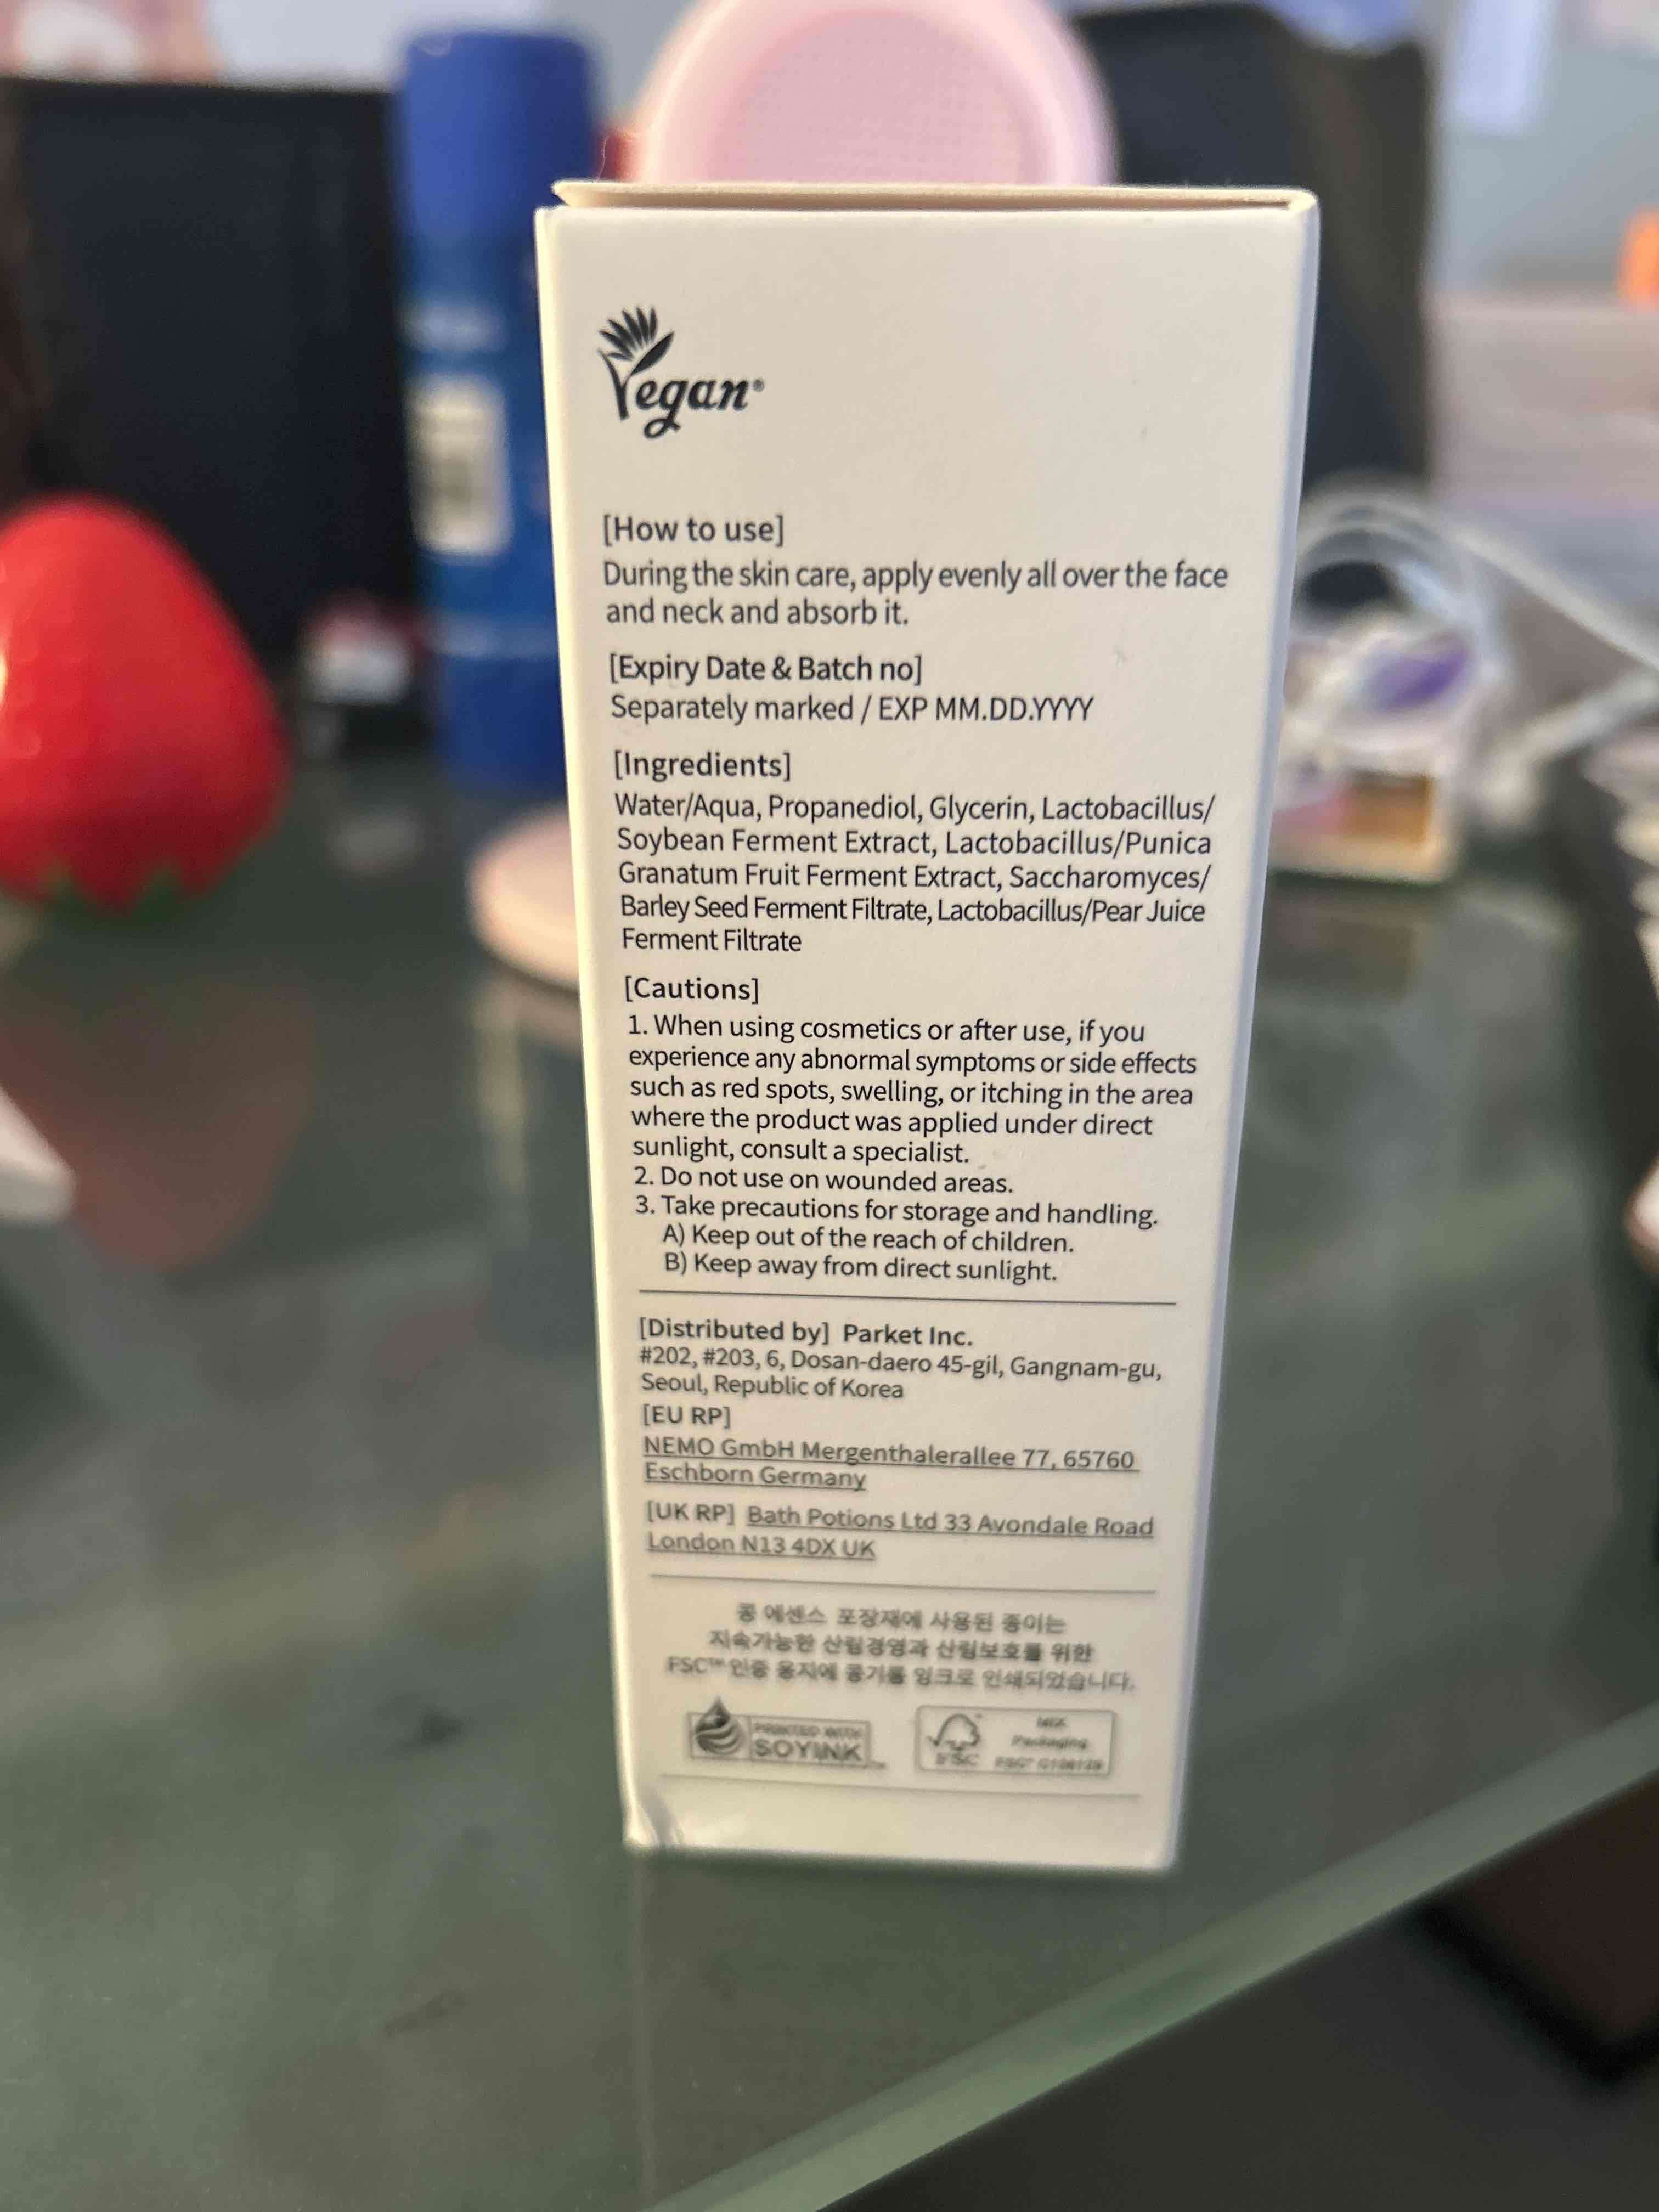 Vegan®
[How to use]
During the skin care, apply evenly all over the face
and neck and absorb it.
[Expiry Date & Batch no]
Separately marked / EXP MM.DD.YYYY
[Ingredients]
Water/Aqua, Propanediol, Glycerin, Lactobacillus/
Soybean Ferment Extract, Lactobacillus/Punica
Granatum Fruit Ferment Extract, Saccharomyces/
Barley Seed Ferment Filtrate, Lactobacillus/Pear Juice
Ferment Filtrate
[Cautions]
1. When using cosmetics or after use, if you
experience any abnormal symptoms or side effects
such as red spots, swelling, or itching in the area
where the product was applied under direct
sunlight, consult a specialist.
2. Do not use on wounded areas.
3. Take precautions for storage and handling.
A) Keep out of the reach of children.
B) Keep away from direct sunlight.
[Distributed by] Parket Inc.
#202, #203, 6, Dosan-daero 45-gil, Gangnam-gu,
Seoul, Republic of Korea
[EU RP]
NEMO GmbH Mergenthalerallee 77, 65760
Eschborn Germany
[UK RP] Bath Potions Ltd 33 Avondale Road
London N13 4DX UK
콩 에센스 포장재에 사용된 종이는
지속가능한 산림경영과 산림보호를 위한
FSC™ 인증 용지에 콩기름 잉크로 인쇄되었습니다.
PRINTED WITH
SOYINK
MIX
Packaging
FSC